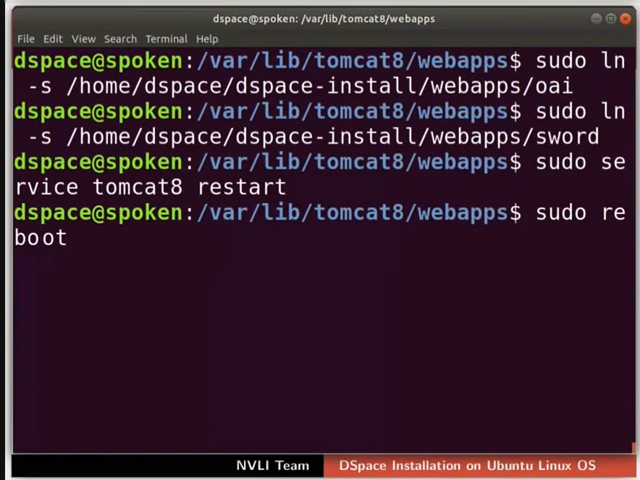 dspace@spoken: /var/lib/tomcat8/webapps
File Edit View Search Terminal Help
dspace@spoken:/var/lib/tomcat8/webapps$ sudo ln
-s /home/dspace/dspace-install/webapps/oai
dspace@spoken:/var/lib/tomcat8/webapps$ sudo ln
-s /home/dspace/dspace-install/webapps/sword
dspace@spoken:/var/lib/tomcat8/webapps$ sudo se
rvice tomcat8 restart
dspace@spoken:/var/lib/tomcat8/webapps$ sudo re
boot
NVLI Team DSpace Installation on Ubuntu Linux OS